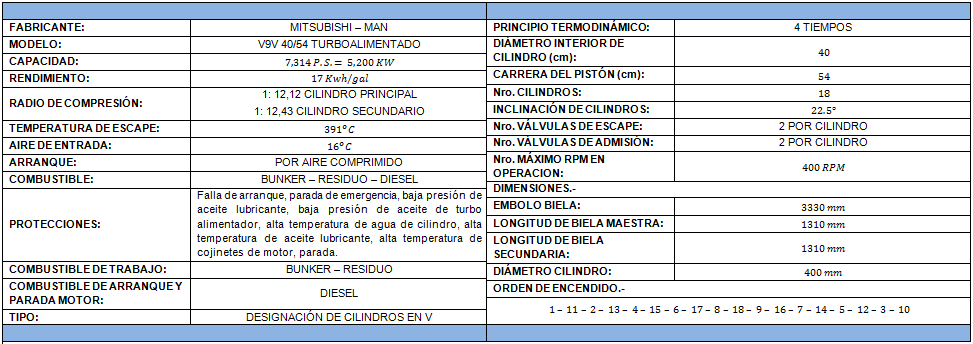 FABRICANTE: MITSUBISHI – MAN
MODELO: V9V 40/54 TURBOALIMENTADO
CAPACIDAD: 7,314 P.S. = 5,200 KW
RENDIMIENTO: 17 Kwh/gal
RADIO DE COMPRESIÓN: 1: 12,12 CILINDRO PRINCIPAL
1: 12,43 CILINDRO SECUNDARIO
TEMPERATURA DE ESCAPE: 391°C
AIRE DE ENTRADA: 16°C
ARRANQUE: POR AIRE COMPRIMIDO
COMBUSTIBLE: BUNKER – RESIDUO – DIESEL
PROTECCIONES:
Falla de arranque, parada de emergencia, baja presión de
aceite lubricante, baja presión de aceite de turbo
alimentador, alta temperatura de agua de cilindro, alta
temperatura de aceite lubricante, alta temperatura de
cojinetes de motor, parada.
COMBUSTIBLE DE TRABAJO: BUNKER – RESIDUO
COMBUSTIBLE DE ARRANQUE Y
PARADA MOTOR: DIESEL
TIPO: DESIGNACIÓN DE CILINDROS EN V
PRINCIPIO TERMODINÁMICO: 4 TIEMPOS
DIÁMETRO INTERIOR DE
CILINDRO (cm): 40
CARRERA DEL PISTÓN (cm): 54
Nro. CILINDROS: 18
INCLINACIÓN DE CILINDROS: 22.5°
Nro. VÁLVULAS DE ESCAPE: 2 POR CILINDRO
Nro. VÁLVULAS DE ADMISIÓN: 2 POR CILINDRO
Nro. MÁXIMO RPM EN
OPERACION: 400 RPM
DIMENSIONES.-
EMBOLO BIELA: 3330 mm
LONGITUD DE BIELA MAESTRA: 1310 mm
LONGITUD DE BIELA
SECUNDARIA: 1310 mm
DIÁMETRO CILINDRO: 400 mm
ORDEN DE ENCENDIDO.-
1 – 11 – 2 – 13 – 4 – 15 – 6 – 17 – 8 – 18 – 9 – 16 – 7 – 14 – 5 – 12 – 3 – 10